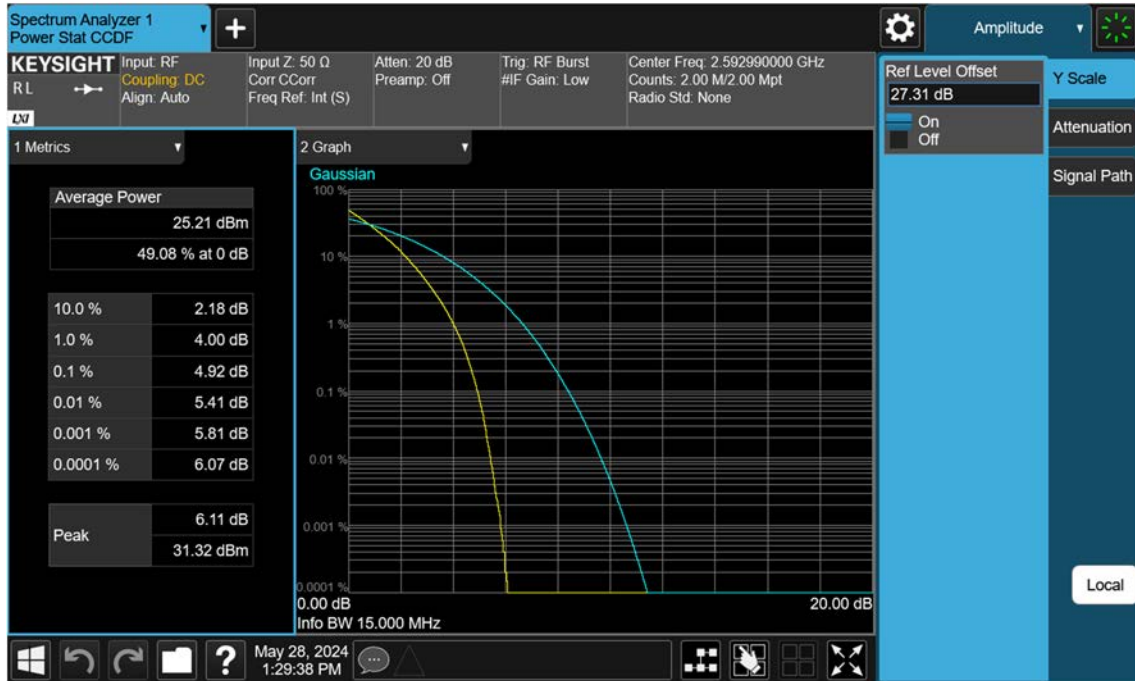 Spectrum Analyzer 1
Power Stat CCDF
Amplitude
KEYSIGHT
R L
LXI
Input: RF
Coupling: DC
Align: Auto
Input Z: 50 Ω
Corr CCorr
Freq Ref: Int (S)
Atten: 20 dB
Preamp: Off
Trig: RF Burst
#IF Gain: Low
Center Freq: 2.592990000 GHz
Counts: 2.00 M/2.00 Mpt
Radio Std: None
Ref Level Offset
27.31 dB
On
Off
Y Scale
Attenuation
Signal Path
Local
1 Metrics
Average Power
25.21 dBm
49.08 % at 0 dB
10.0 % 2.18 dB
1.0 % 4.00 dB
0.1 % 4.92 dB
0.01 % 5.41 dB
0.001 % 5.81 dB
0.0001 % 6.07 dB
Peak
6.11 dB
31.32 dBm
2 Graph
Gaussian
100 %
10 %
1 %
0.1 %
0.01 %
0.001 %
0.0001 %
0.00 dB 20.00 dB
Info BW 15.000 MHz
?
May 28, 2024
1:29:38 PM